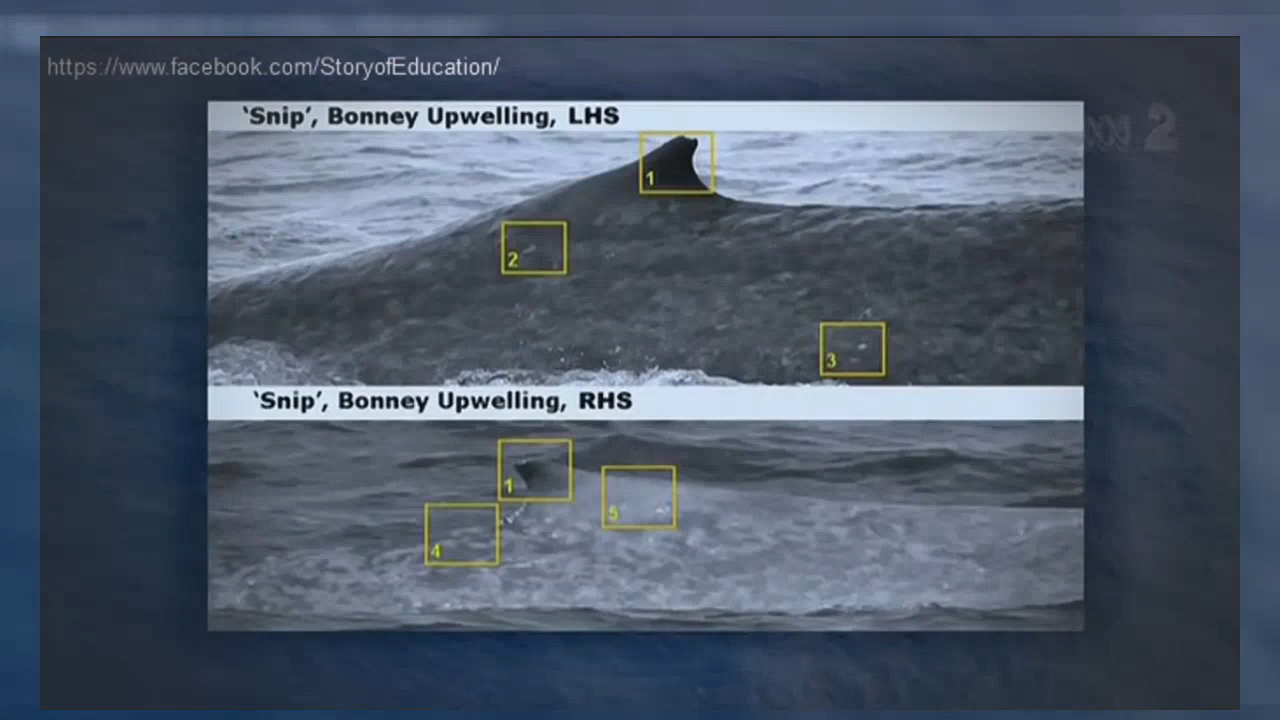 https://www.facebook.com/StoryofEducation/
‘Snip’, Bonney Upwelling, LHS
2
1
2
3
‘Snip’, Bonney Upwelling, RHS
1
5
4